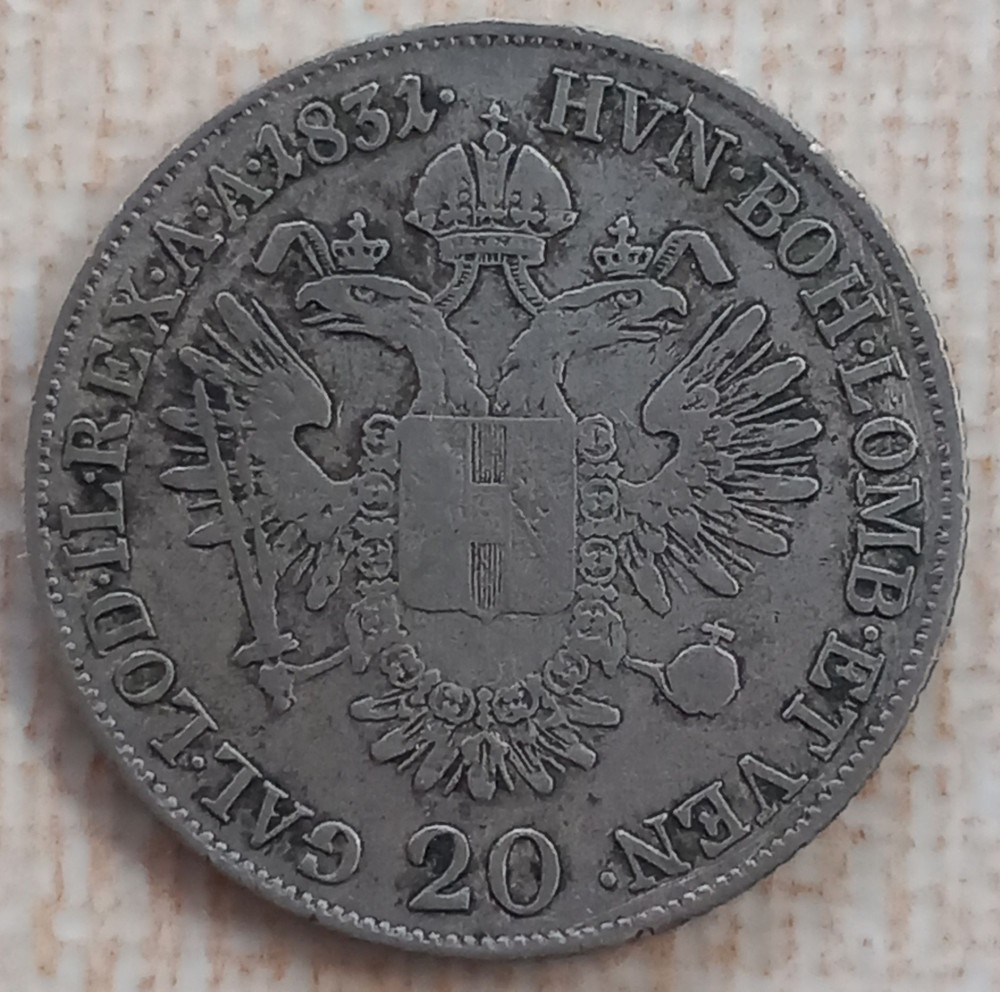 HVN·BOH·LOMB·ET VEN·
GAL·LOD·IL·REX·A·A·1831·
20